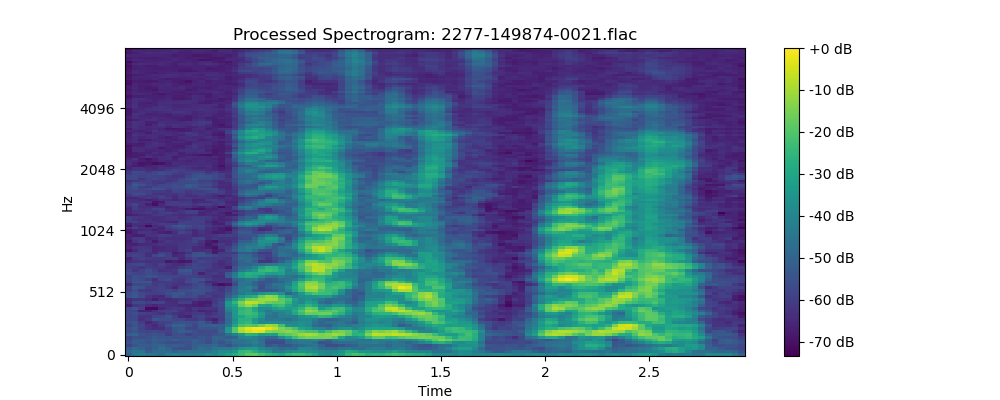 Processed Spectrogram: 2277-149874-0021.flac
Hz
4096
2048
1024
512
0
0
0.5
1
1.5
2
2.5
Time
+0 dB
-10 dB
-20 dB
-30 dB
-40 dB
-50 dB
-60 dB
-70 dB